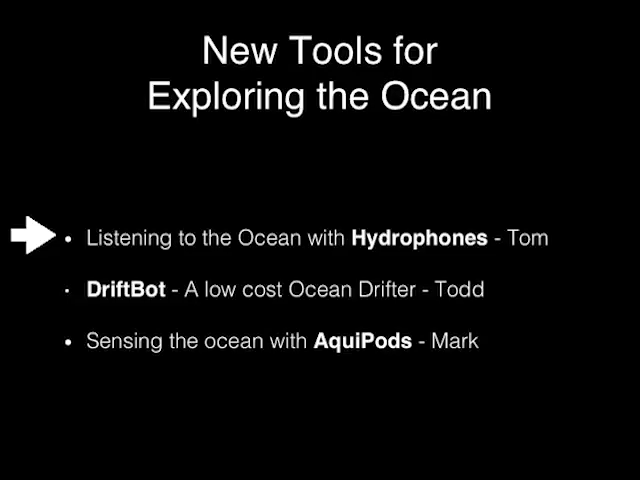 New Tools for
Exploring the Ocean
• Listening to the Ocean with Hydrophones - Tom
• DriftBot - A low cost Ocean Drifter - Todd
• Sensing the ocean with AquiPods - Mark